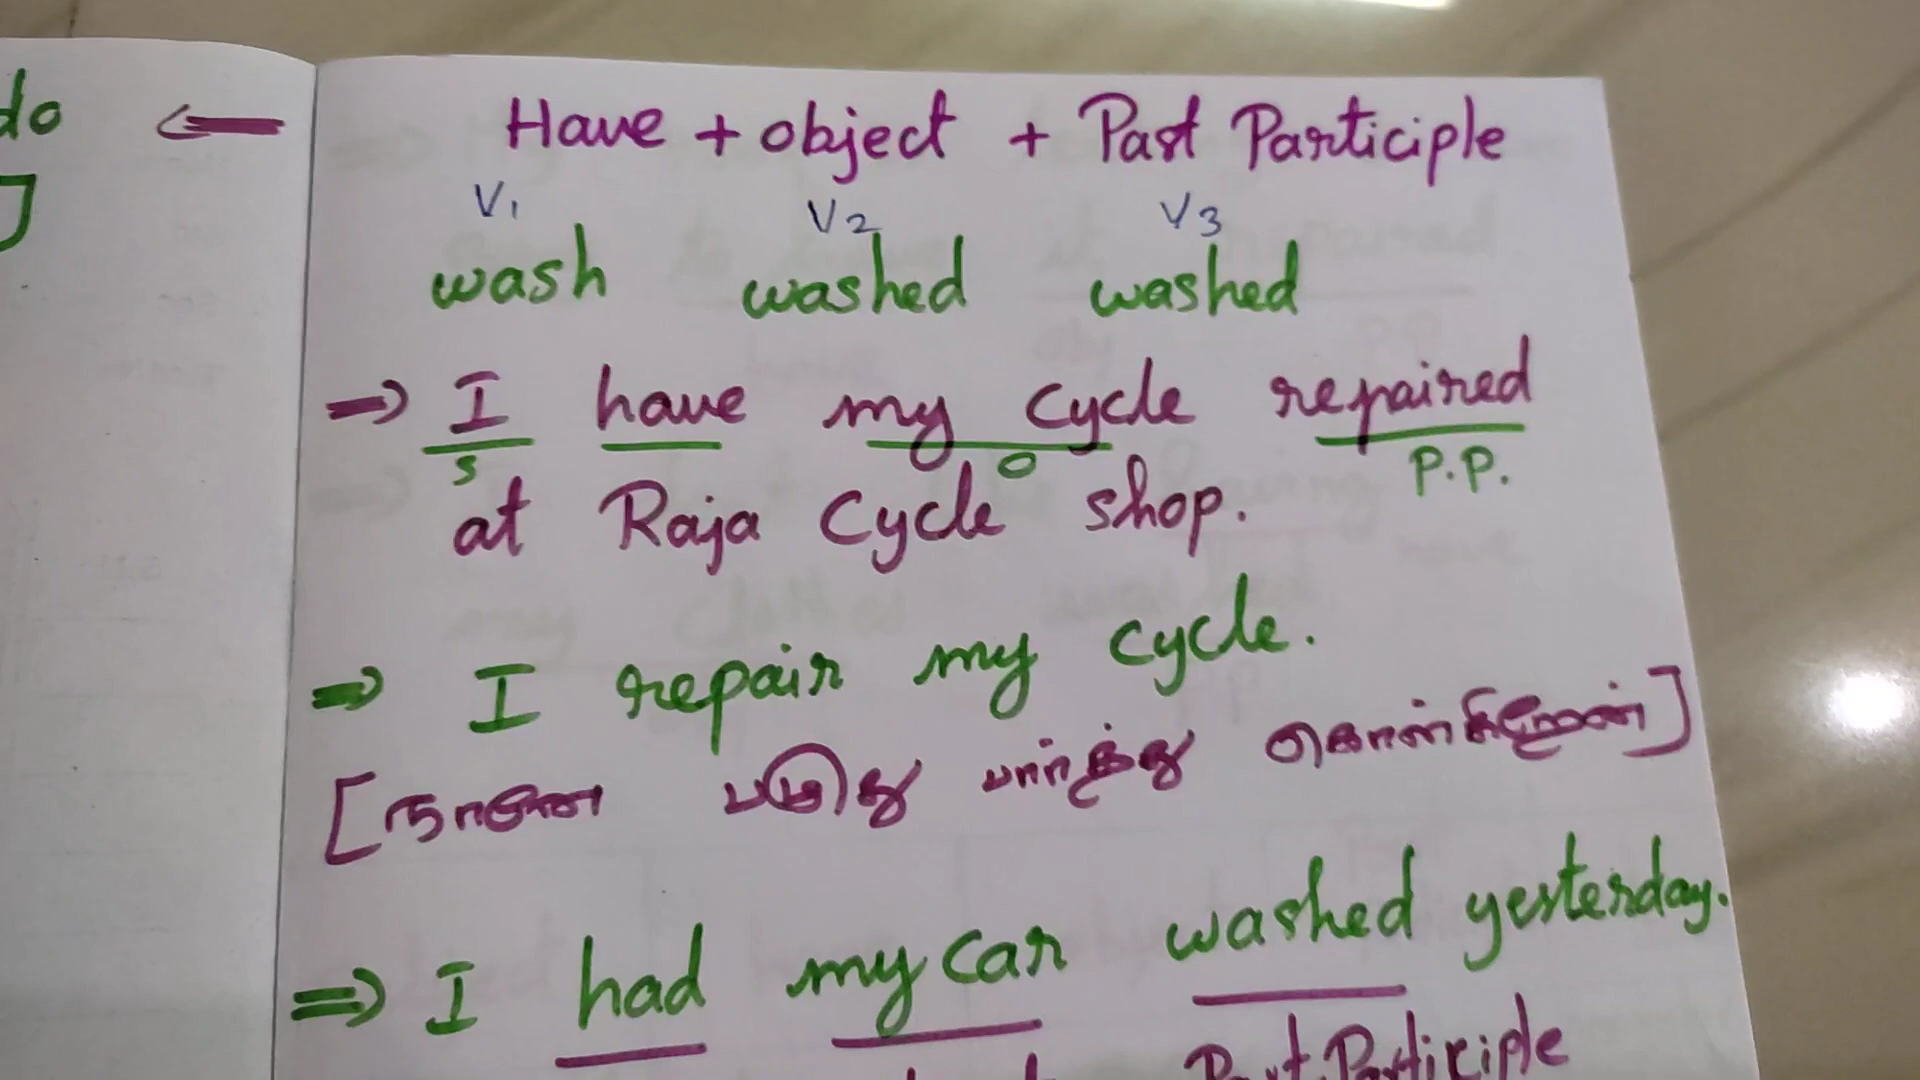 do
]
Have + object + Past Participle
V1 V2 V3
wash washed washed
⇒ I have my cycle repaired
S O P.P.
at Raja Cycle shop.
⇒ I repair my cycle.
[நானே பழுது பார்த்து கொள்கிறேன்]
⇒ I had my car washed yesterday.
Past Participle